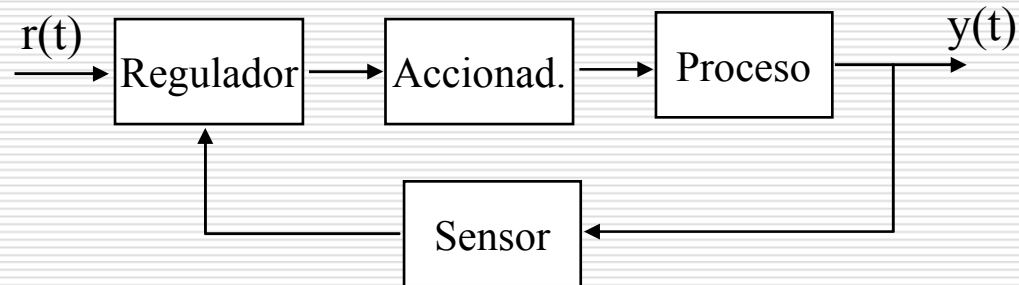 r(t)
Regulador
Accionad.
Proceso
y(t)
Sensor